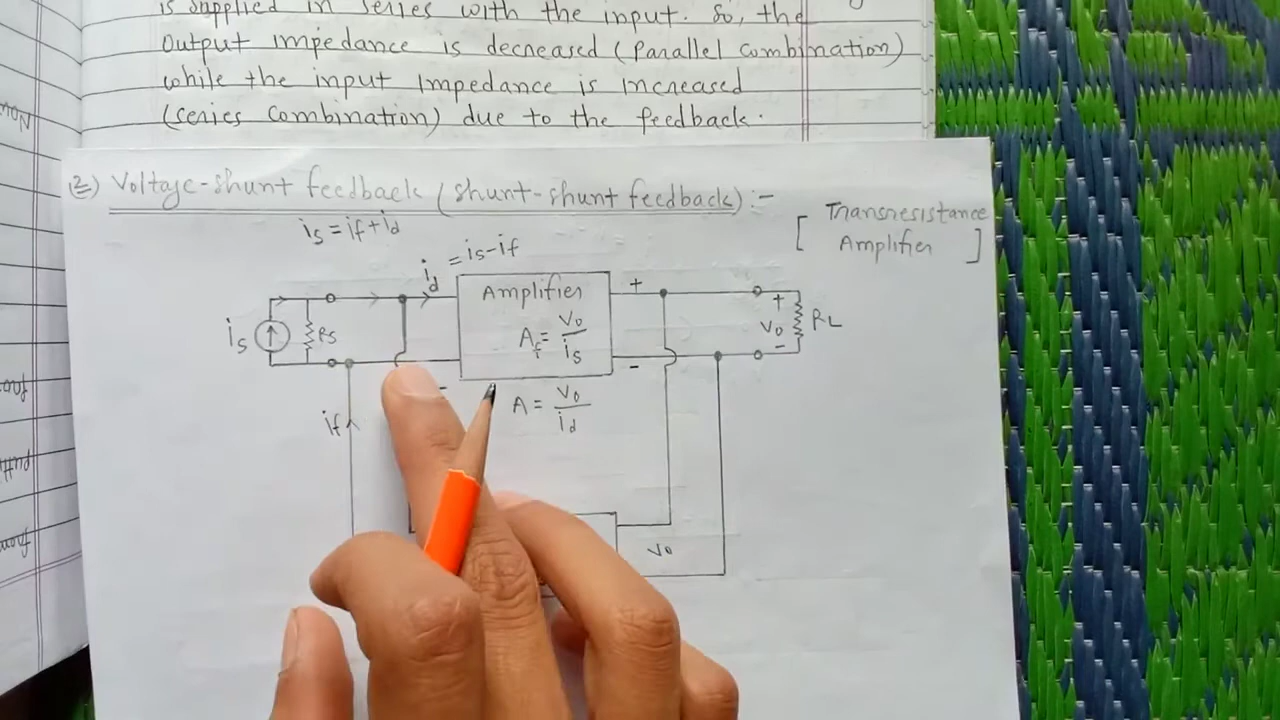 is supplied in series with the input. So, the
output impedance is decreased (parallel combination)
while the input impedance is increased
(series combination) due to the feedback.
(2) Voltage-shunt feedback (shunt-shunt feedback):-
[ Transresistance
Amplifier ]
is = if + id
id = is - if
Amplifier
Af = Vo / is
A = Vo / id
is
Rs
+
-
+
Vo
-
RL
-
if
Vo